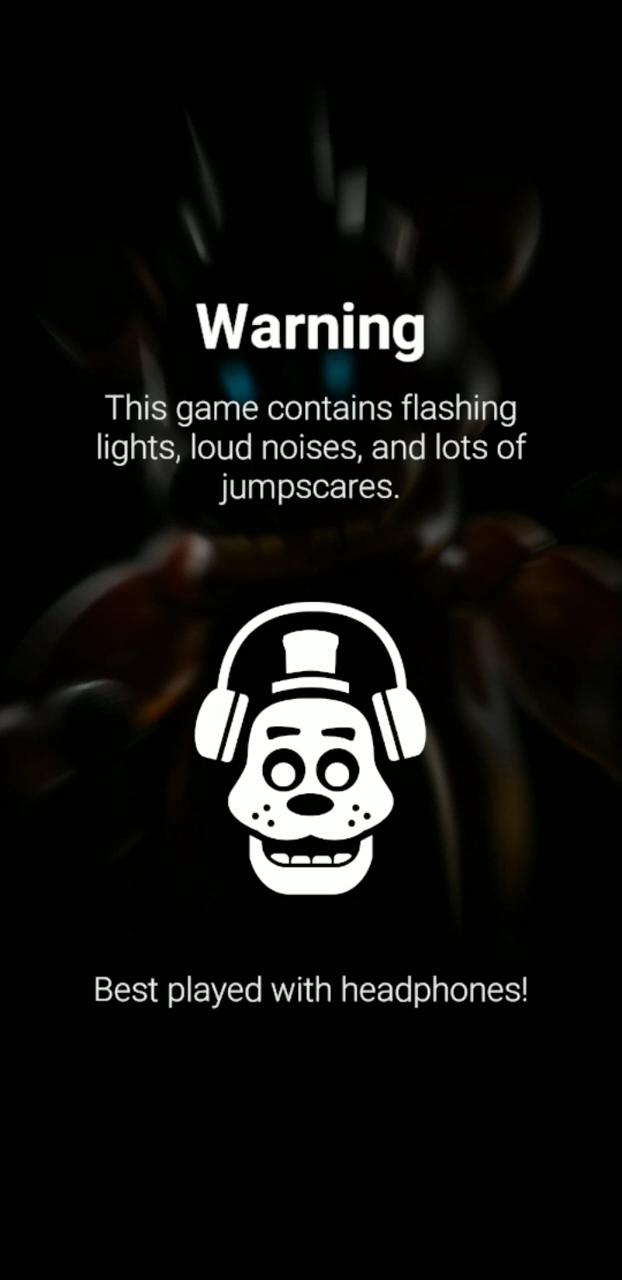 Warning
This game contains flashing
lights, loud noises, and lots of
jumpscares.
Best played with headphones!